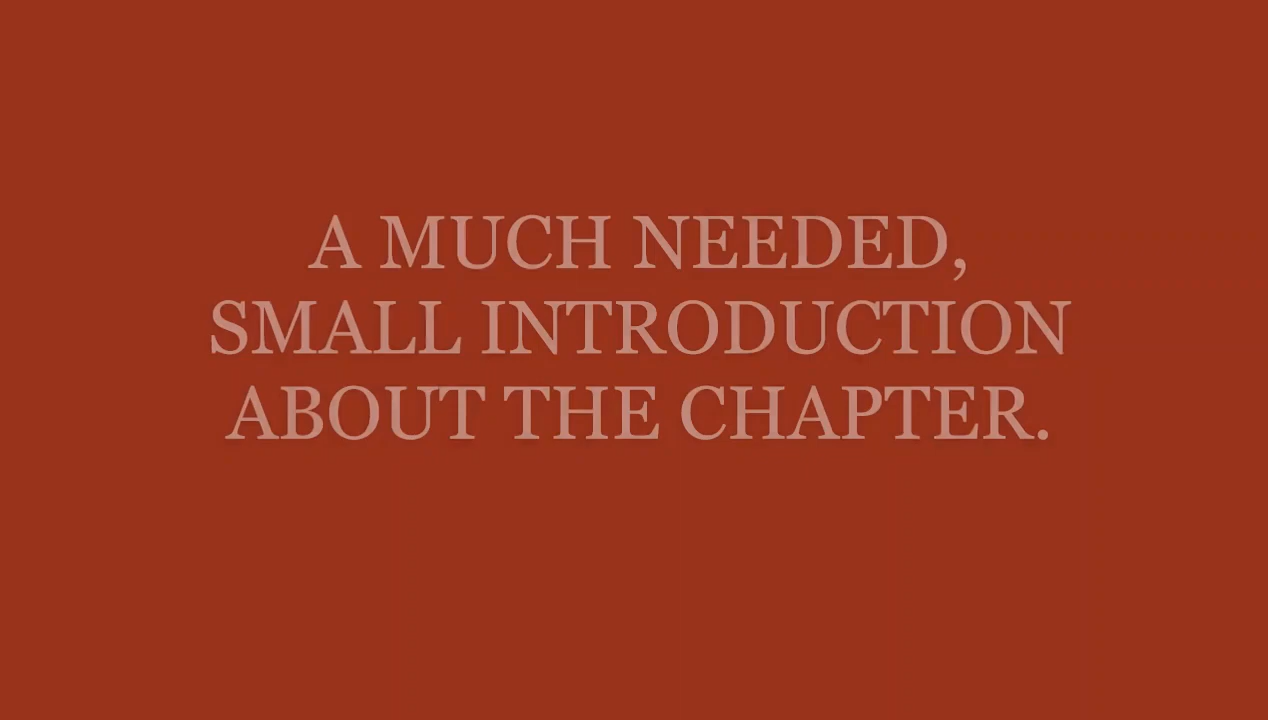 A MUCH NEEDED,
SMALL INTRODUCTION
ABOUT THE CHAPTER.